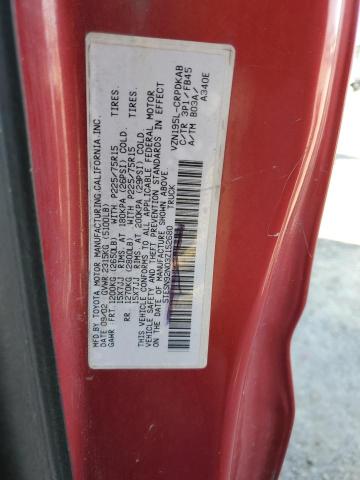 MFD.BY TOYOTA MOTOR MANUFACTURING, CALIFORNIA, INC.
DATE 09/02 GVWR 2315KG (5100LB)
GAWR FRT. 1200KG (2650LB) WITH P225/75R15 TIRES,
15X7JJ RIMS AT 180KPA (26PSI) COLD.
RR. 1270KG (2800LB) WITH P225/75R15 TIRES,
15X7JJ RIMS AT 200KPA (29PSI) COLD.
THIS VEHICLE CONFORMS TO ALL APPLICABLE FEDERAL MOTOR
VEHICLE SAFETY AND THEFT PREVENTION STANDARDS IN EFFECT
ON THE DATE OF MANUFACTURE SHOWN ABOVE.
TRUCK
VZN195L-CRPDKAB
C/TR 3P1/FB45
A/TM B03A/
A340E